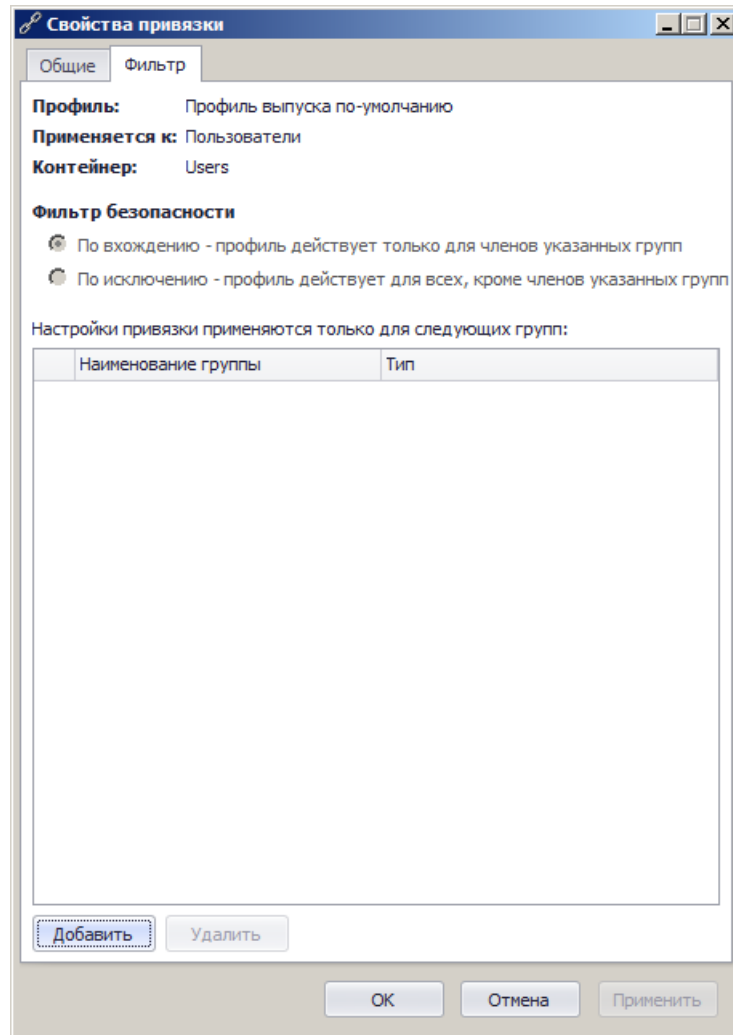 Свойства привязки
Общие Фильтр
Профиль: Профиль выпуска по-умолчанию
Применяется к: Пользователи
Контейнер: Users
Фильтр безопасности
По вхождению - профиль действует только для членов указанных групп
По исключению - профиль действует для всех, кроме членов указанных групп
Настройки привязки применяются только для следующих групп:
Наименование группы Тип
Добавить Удалить
ОК Отмена Применить